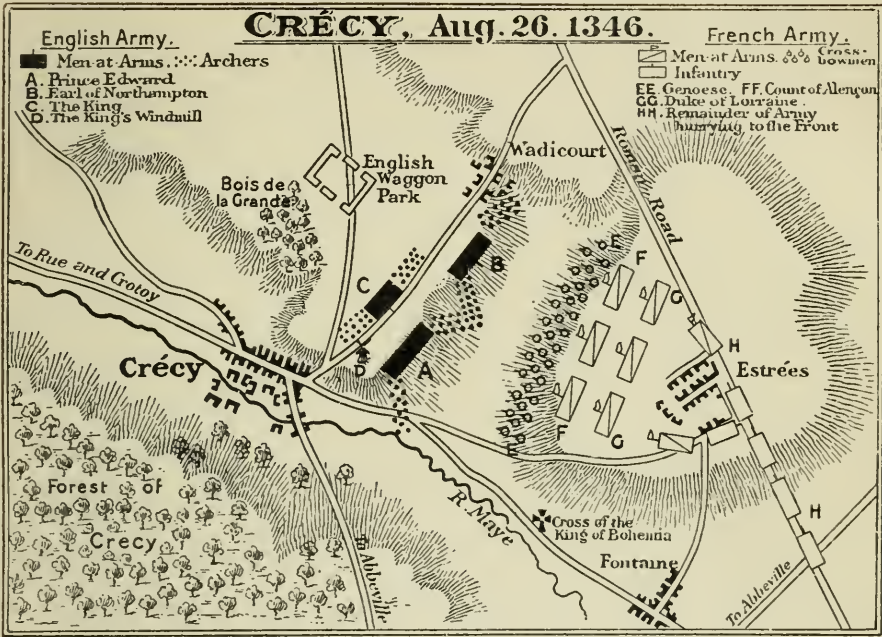 CRÉCY, Aug. 26. 1346.
English Army.
Men-at-Arms. Archers
A. Prince Edward
B. Earl of Northampton
C. The King
D. The King's Windmill
French Army.
Men at Arms. Cross-
bowmen
Infantry
EE. Genoese. FF. Count of Alençon
GG. Duke of Lorraine.
HH. Remainder of Army
hurrying to the Front
Wadicourt
Roman Road
English
Waggon
Park
Bois de
la Grande
To Rue and Crotoy
C
B
E
F
G
H
D
A
Crécy
Estrées
F
G
E
H
Forest of
Crecy
R. Maye
Cross of the
King of Bohemia
Fontaine
To Abbeville
To Abbeville